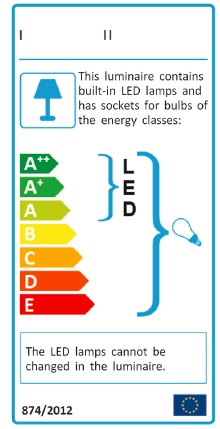 I II
This luminaire contains
built-in LED lamps and
has sockets for bulbs of
the energy classes:
A++
A+
A
B
C
D
E
L
E
D
The LED lamps cannot be
changed in the luminaire.
874/2012